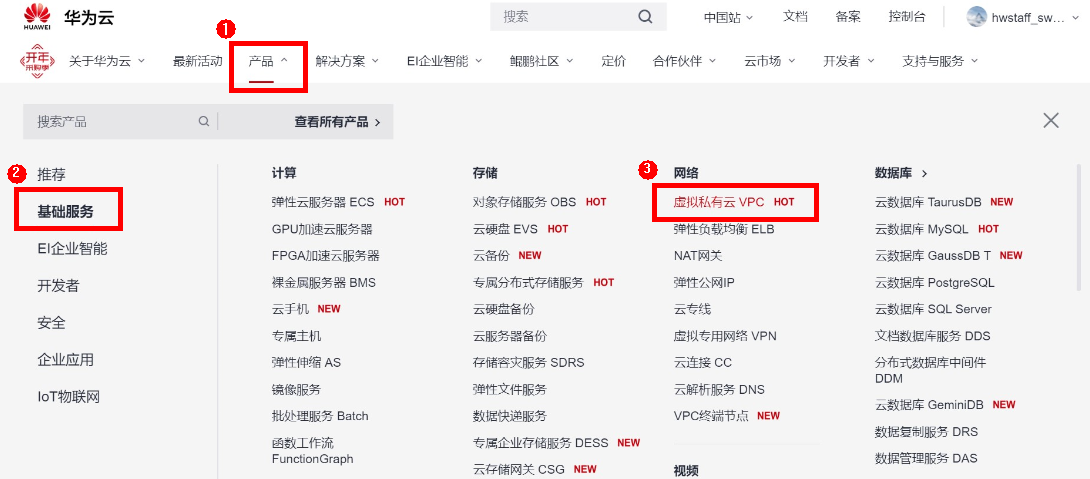 华为云
HUAWEI
搜索
中国站
文档
备案
控制台
hwstaff_sw...
1
开年
采购季
关于华为云
最新活动
产品
解决方案
EI企业智能
鲲鹏社区
定价
合作伙伴
云市场
开发者
支持与服务
搜索产品
查看所有产品
2
推荐
基础服务
EI企业智能
开发者
安全
企业应用
IoT物联网
计算
弹性云服务器 ECS HOT
GPU加速云服务器
FPGA加速云服务器
裸金属服务器 BMS
云手机 NEW
专属主机
弹性伸缩 AS
镜像服务
批处理服务 Batch
函数工作流
FunctionGraph
存储
对象存储服务 OBS HOT
云硬盘 EVS HOT
云备份 NEW
专属分布式存储服务 HOT
云硬盘备份
云服务器备份
存储容灾服务 SDRS
弹性文件服务
数据快递服务
专属企业存储服务 DESS NEW
云存储网关 CSG NEW
3
网络
虚拟私有云 VPC HOT
弹性负载均衡 ELB
NAT网关
弹性公网IP
云专线
虚拟专用网络 VPN
云连接 CC
云解析服务 DNS
VPC终端节点 NEW
视频
数据库
云数据库 TaurusDB NEW
云数据库 MySQL HOT
云数据库 GaussDB T NEW
云数据库 PostgreSQL
云数据库 SQL Server
文档数据库服务 DDS
分布式数据库中间件
DDM
云数据库 GeminiDB NEW
数据复制服务 DRS
数据管理服务 DAS